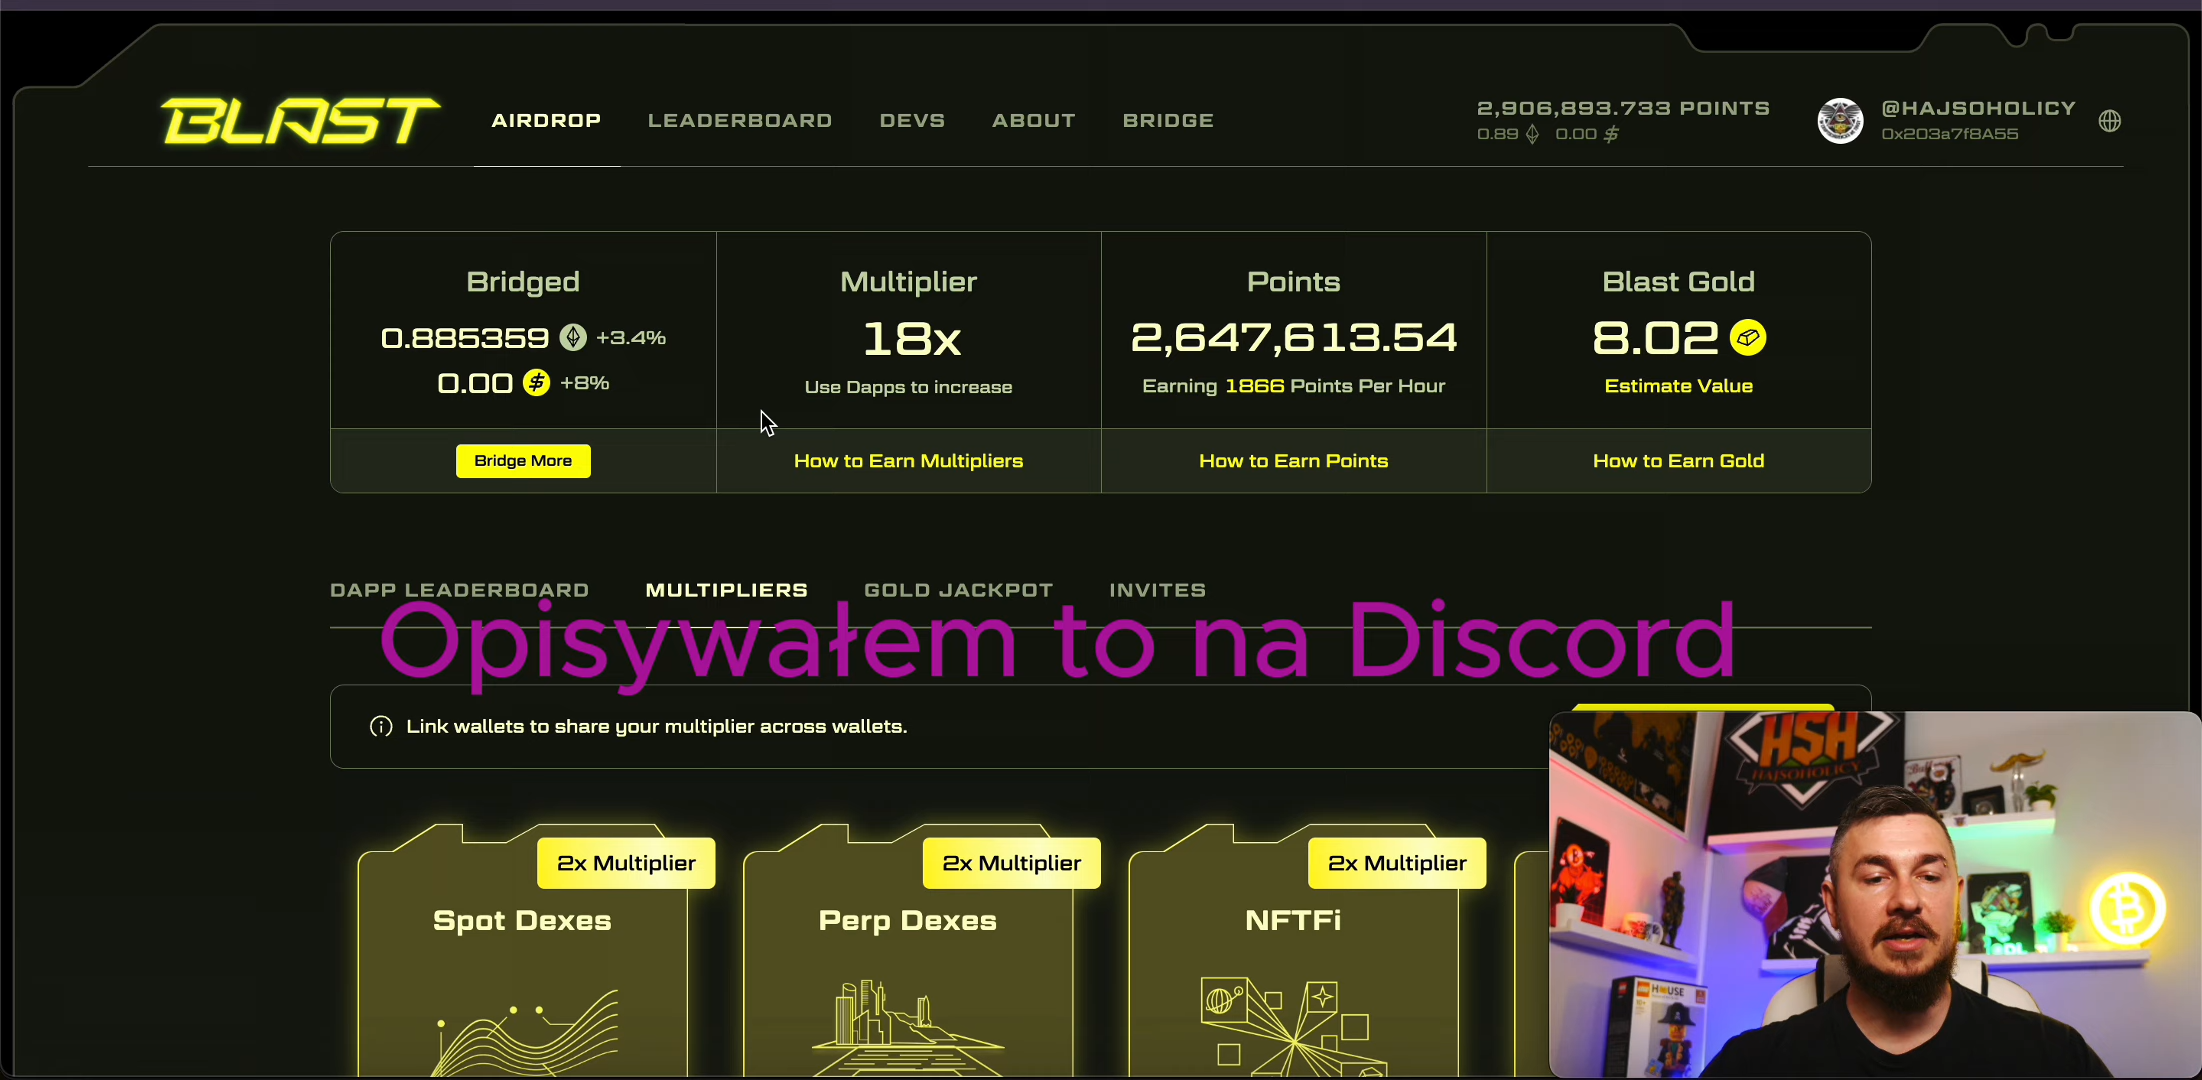 BLAST
AIRDROP LEADERBOARD DEVS ABOUT BRIDGE
2,906,893.733 POINTS
0.89 0.00
@HAJSOHOLICY
0x203a7f8A55
Bridged
0.885359 +3.4%
0.00 +8%
Bridge More
Multiplier
18x
Use Dapps to increase
How to Earn Multipliers
Points
2,647,613.54
Earning 1866 Points Per Hour
How to Earn Points
Blast Gold
8.02
Estimate Value
How to Earn Gold
DAPP LEADERBOARD MULTIPLIERS GOLD JACKPOT INVITES
Opisywałem to na Discord
Link wallets to share your multiplier across wallets.
2x Multiplier
Spot Dexes
2x Multiplier
Perp Dexes
2x Multiplier
NFTFi
HSH
HAJSOHOLICY
HOUSE